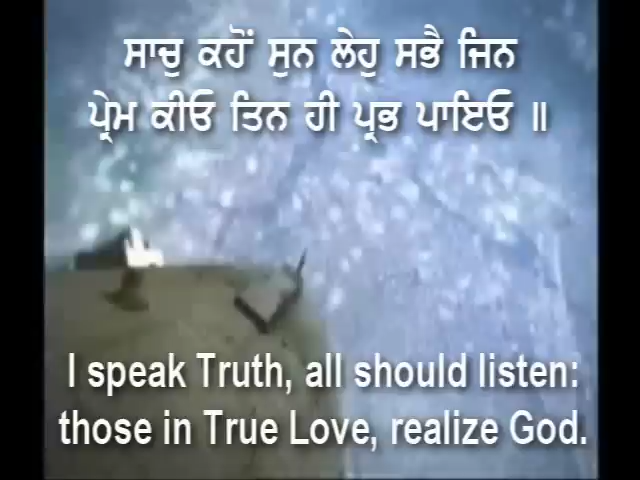 ਸਾਚੁ ਕਹੋਂ ਸੁਨ ਲੇਹੁ ਸਭੈ ਜਿਨ
ਪ੍ਰੇਮ ਕੀਓ ਤਿਨ ਹੀ ਪ੍ਰਭ ਪਾਇਓ ॥
I speak Truth, all should listen:
those in True Love, realize God.